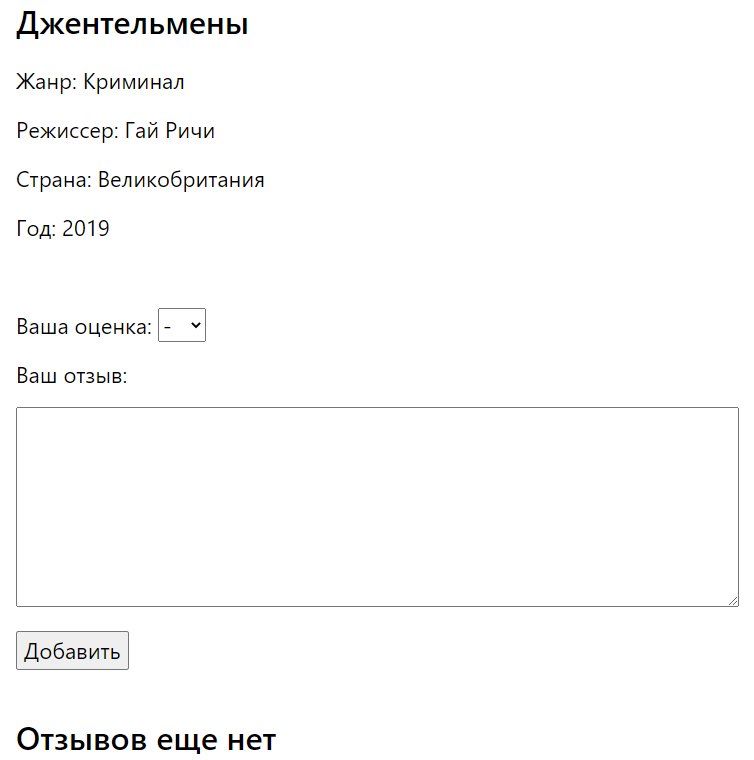 Джентельмены
Жанр: Криминал
Режиссер: Гай Ричи
Страна: Великобритания
Год: 2019
Ваша оценка: -
Ваш отзыв:
Добавить
Отзывов еще нет